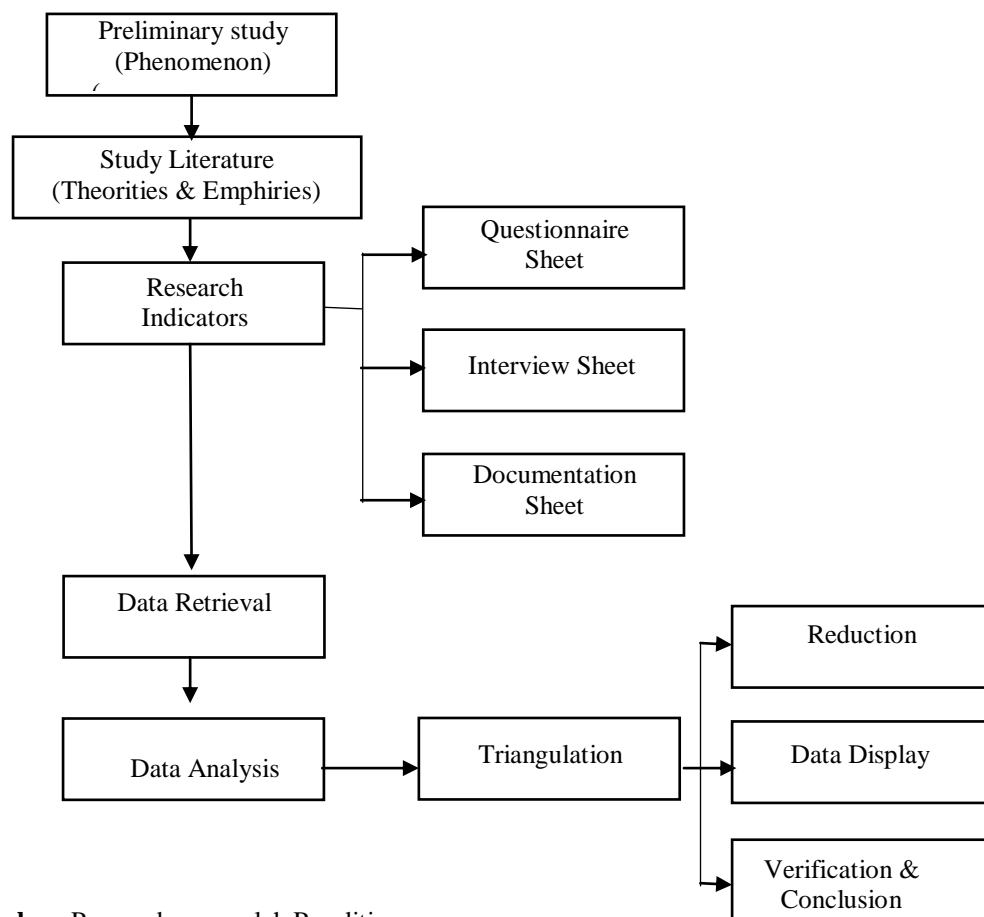 Preliminary study
(Phenomenon)
(
Study Literature
(Theorities & Emphiries)
Research
Indicators
Questionnaire
Sheet
Interview Sheet
Documentation
Sheet
Data Retrieval
Data Analysis
Triangulation
Reduction
Data Display
Verification &
Conclusion